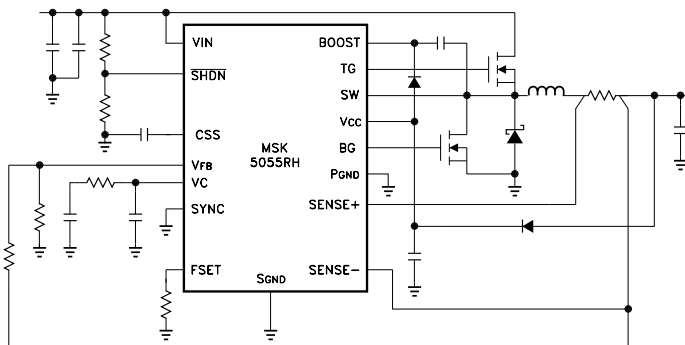 VIN
SHDN
CSS
VFB
VC
SYNC
FSET
MSK
5055RH
SGND
BOOST
TG
SW
VCC
BG
PGND
SENSE+
SENSE-